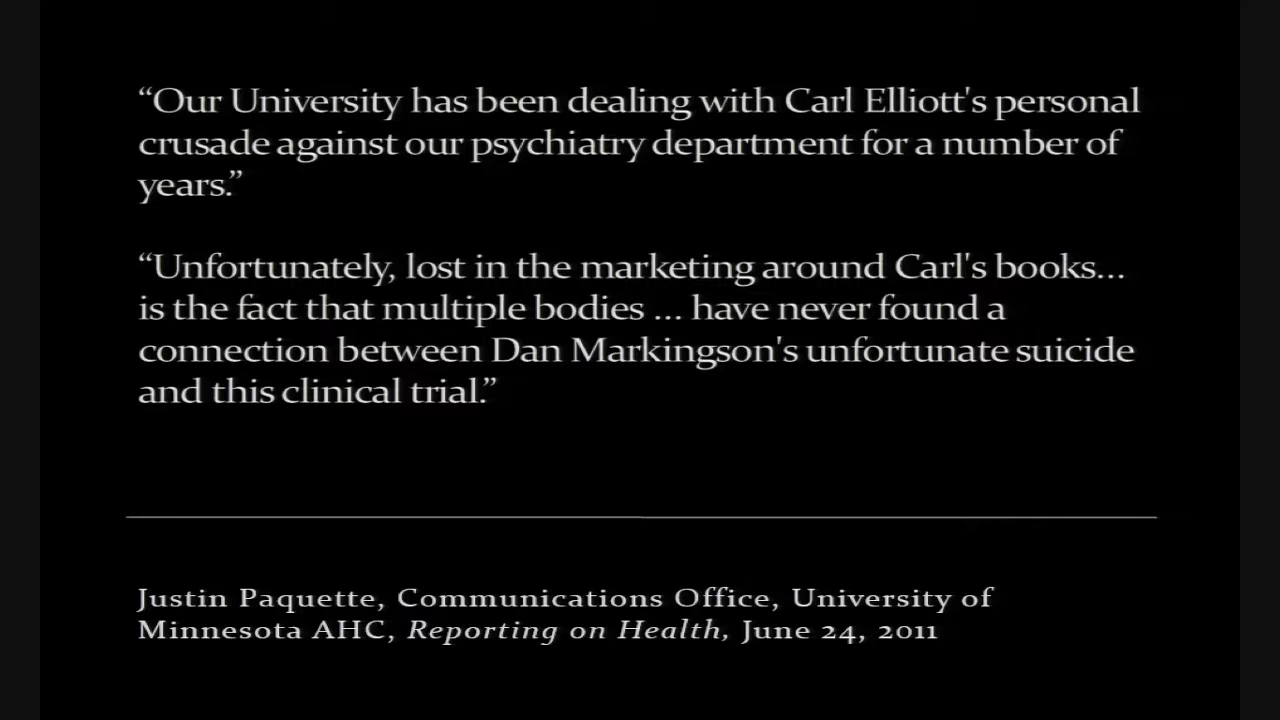 “Our University has been dealing with Carl Elliott's personal
crusade against our psychiatry department for a number of
years.”
“Unfortunately, lost in the marketing around Carl's books...
is the fact that multiple bodies ... have never found a
connection between Dan Markingson's unfortunate suicide
and this clinical trial.”
Justin Paquette, Communications Office, University of
Minnesota AHC, Reporting on Health, June 24, 2011